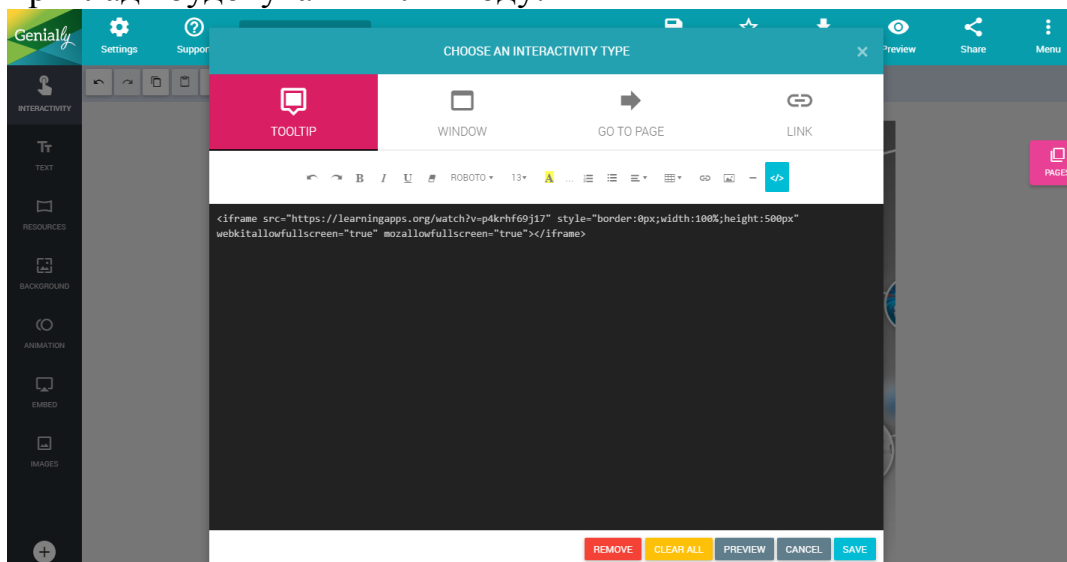 Genially
Settings
Suppor
CHOOSE AN INTERACTIVITY TYPE
×
Preview
Share
Menu
INTERACTIVITY
TOOLTIP
WINDOW
GO TO PAGE
LINK
TEXT
PAGES
B I U ROBOTO 13 A ... </>
RESOURCES
<iframe src="https://learningapps.org/watch?v=p4krhf69j17" style="border:0px;width:100%;height:500px"
webkitallowfullscreen="true" mozallowfullscreen="true"></iframe>
BACKGROUND
ANIMATION
EMBED
IMAGES
REMOVE
CLEAR ALL
PREVIEW
CANCEL
SAVE